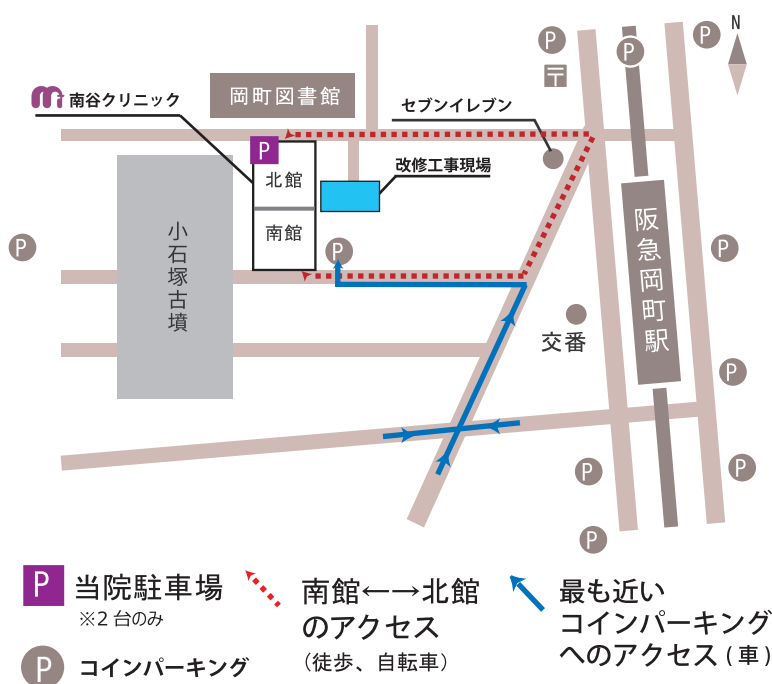 N
P
P
P
〒
南谷クリニック
岡町図書館
セブンイレブン
P
北館
改修工事現場
南館
小石塚古墳
阪急岡町駅
P
P
P
交番
P
P
P
P
P
当院駐車場
※2台のみ
南館←→北館
のアクセス
(徒歩、自転車)
最も近い
コインパーキング
へのアクセス(車)
P
コインパーキング